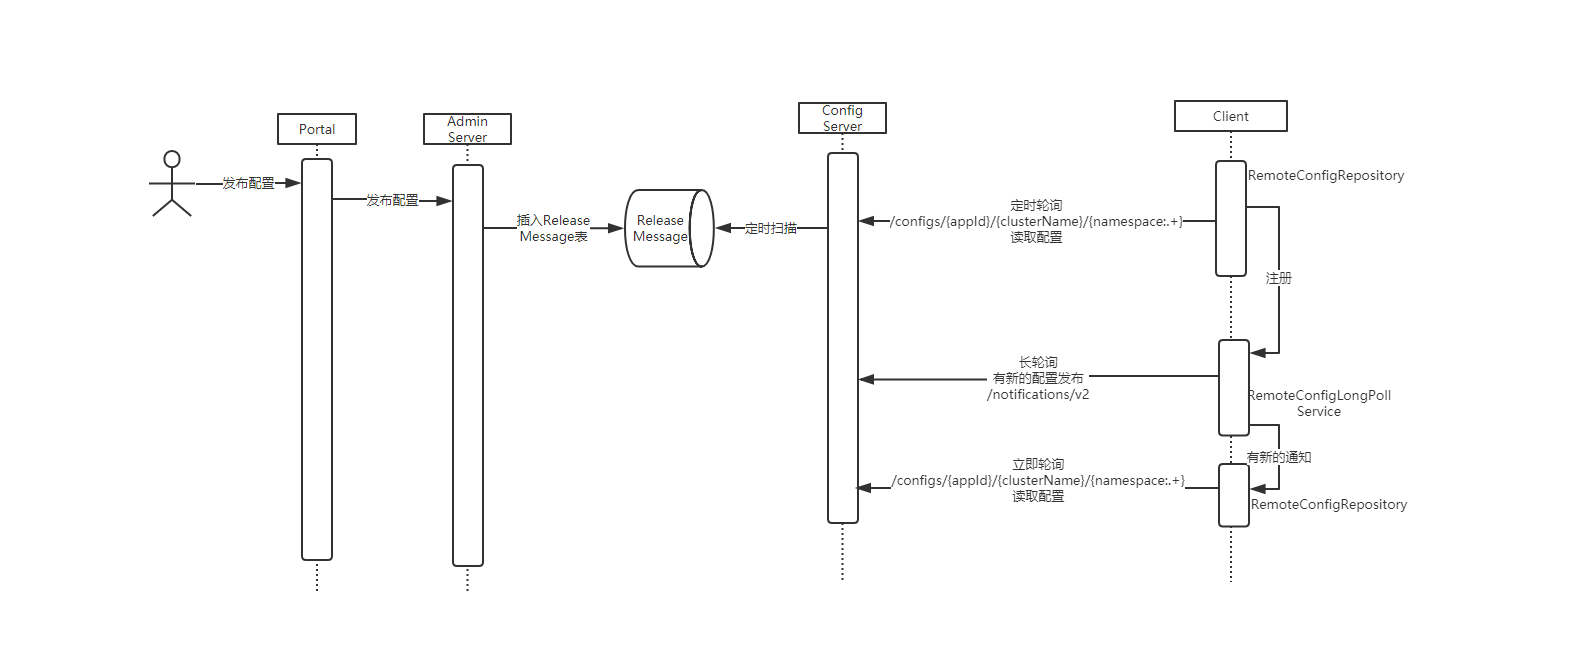 Portal
Admin
Server
Config
Server
Client
发布配置
发布配置
插入Release
Message表
Release
Message
定时扫描
RemoteConfigRepository
定时轮询
/configs/{appId}/{clusterName}/{namespace:.+}
读取配置
注册
长轮询
有新的配置发布
/notifications/v2
RemoteConfigLongPoll
Service
有新的通知
立即轮询
/configs/{appId}/{clusterName}/{namespace:.+}
读取配置
RemoteConfigRepository